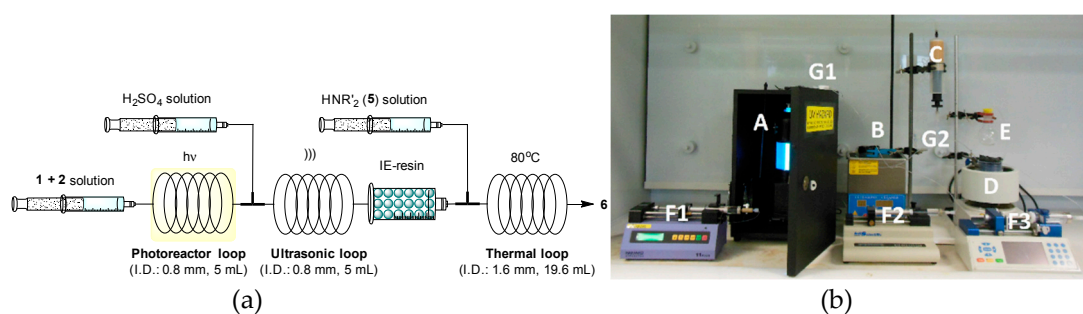 H₂SO₄ solution
HNR'₂ (5) solution
hν
)))
IE-resin
80°C
1 + 2 solution
6
Photoreactor loop
(I.D.: 0.8 mm, 5 mL)
Ultrasonic loop
(I.D.: 0.8 mm, 5 mL)
Thermal loop
(I.D.: 1.6 mm, 19.6 mL)
(a)
C
G1
A
B
G2
E
D
F1
F2
F3
(b)